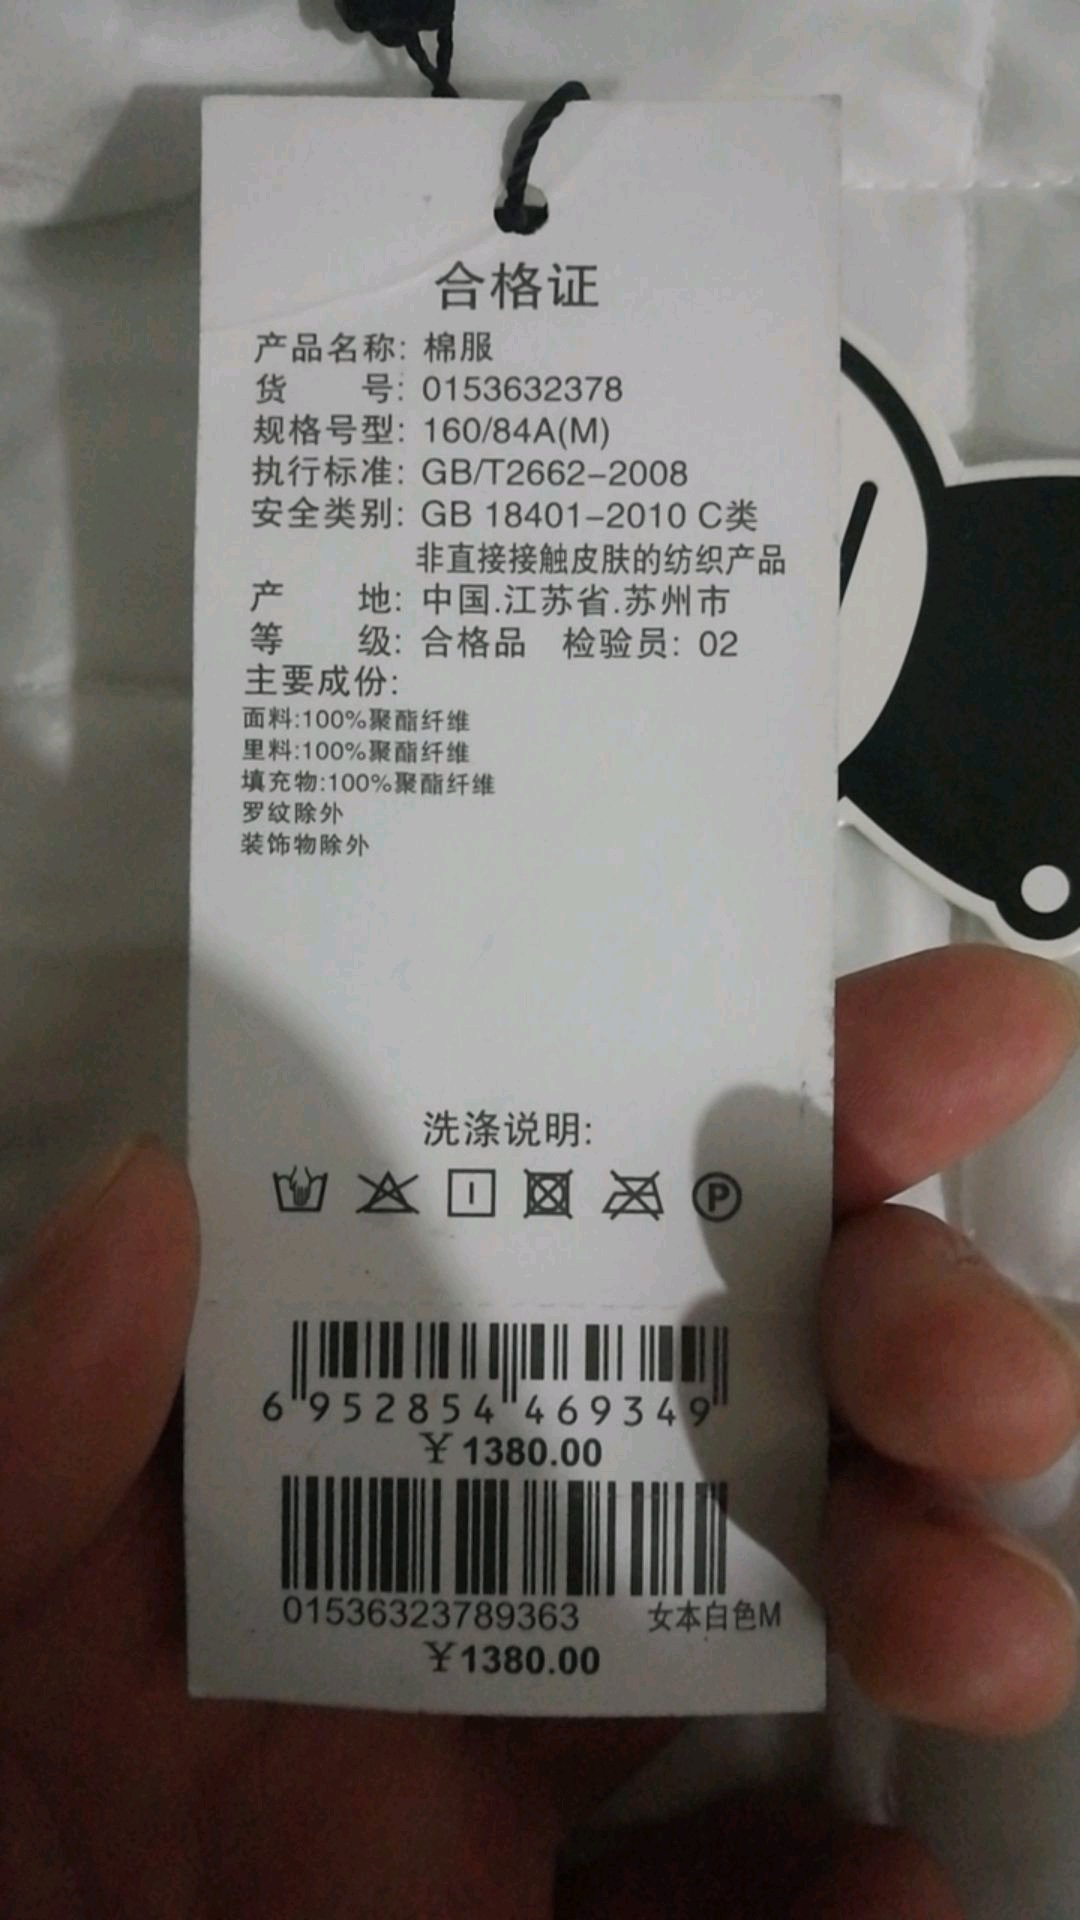 合格证
产品名称: 棉服
货 号: 0153632378
规格号型: 160/84A(M)
执行标准: GB/T2662-2008
安全类别: GB 18401-2010 C类
非直接接触皮肤的纺织产品
产 地: 中国.江苏省.苏州市
等 级: 合格品 检验员: 02
主要成份:
面料:100%聚酯纤维
里料:100%聚酯纤维
填充物:100%聚酯纤维
罗纹除外
装饰物除外
洗涤说明:
P
6 952854 469349
¥ 1380.00
01536323789363 女本白色M
¥ 1380.00